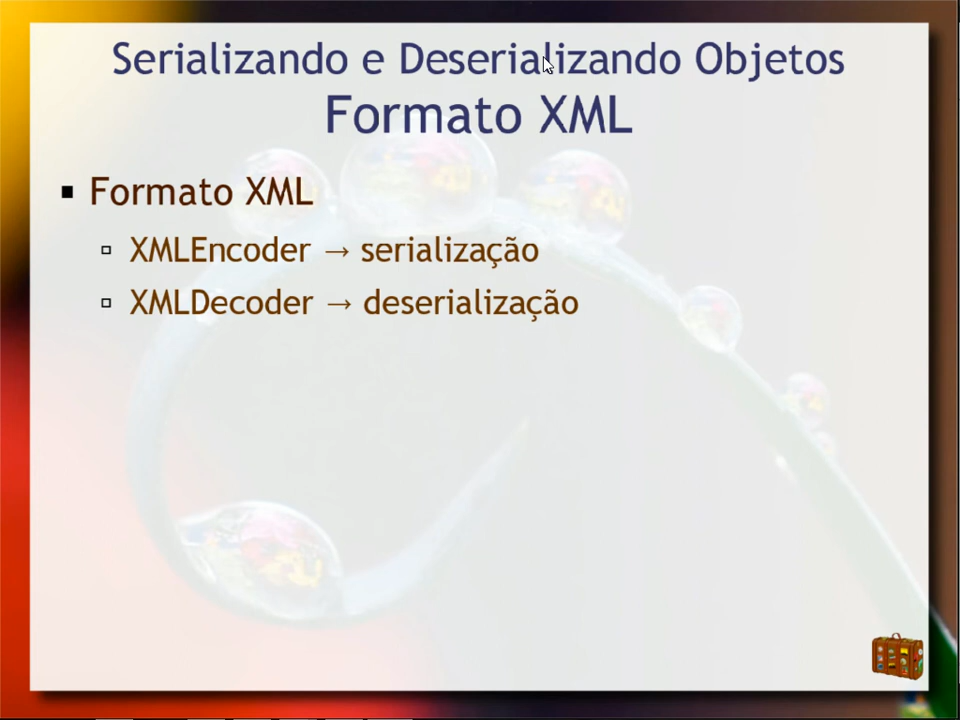 Serializando e Deserializando Objetos
Formato XML
▪ Formato XML
▫ XMLEncoder → serialização
▫ XMLDecoder → deserialização